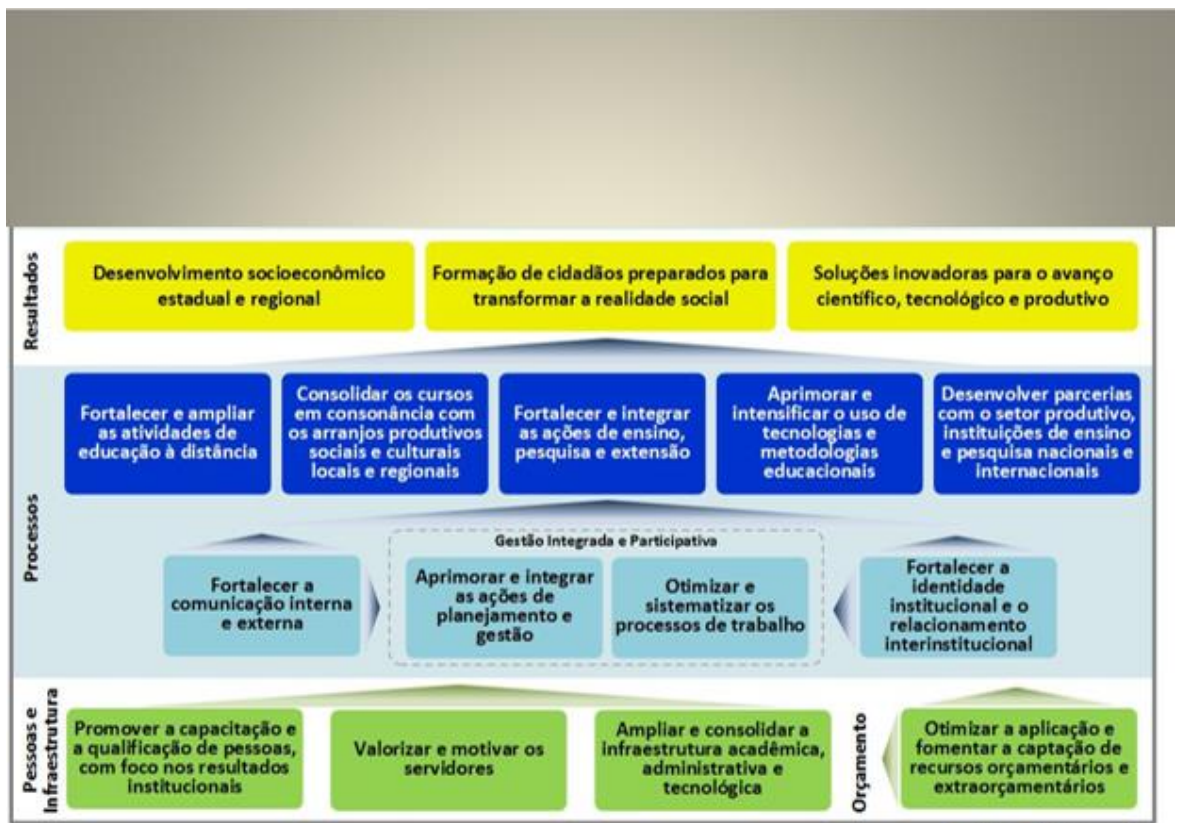 Resultados
Desenvolvimento socioeconômico
estadual e regional
Formação de cidadãos preparados para
transformar a realidade social
Soluções inovadoras para o avanço
científico, tecnológico e produtivo
Processos
Fortalecer e ampliar
as atividades de
educação à distância
Consolidar os cursos
em consonância com
os arranjos produtivos
sociais e culturais
locais e regionais
Fortalecer e integrar
as ações de ensino,
pesquisa e extensão
Aprimorar e
intensificar o uso de
tecnologias e
metodologias
educacionais
Desenvolver parcerias
com o setor produtivo,
instituições de ensino
e pesquisa nacionais e
internacionais
Fortalecer a
comunicação interna
e externa
Gestão Integrada e Participativa
Aprimorar e integrar
as ações de
planejamento e
gestão
Otimizar e
sistematizar os
processos de trabalho
Fortalecer a
identidade
institucional e o
relacionamento
interinstitucional
Pessoas e
Infraestrutura
Promover a capacitação e
a qualificação de pessoas,
com foco nos resultados
institucionais
Valorizar e motivar os
servidores
Ampliar e consolidar a
infraestrutura acadêmica,
administrativa e
tecnológica
Orçamento
Otimizar a aplicação e
fomentar a captação de
recursos orçamentários e
extraorçamentários